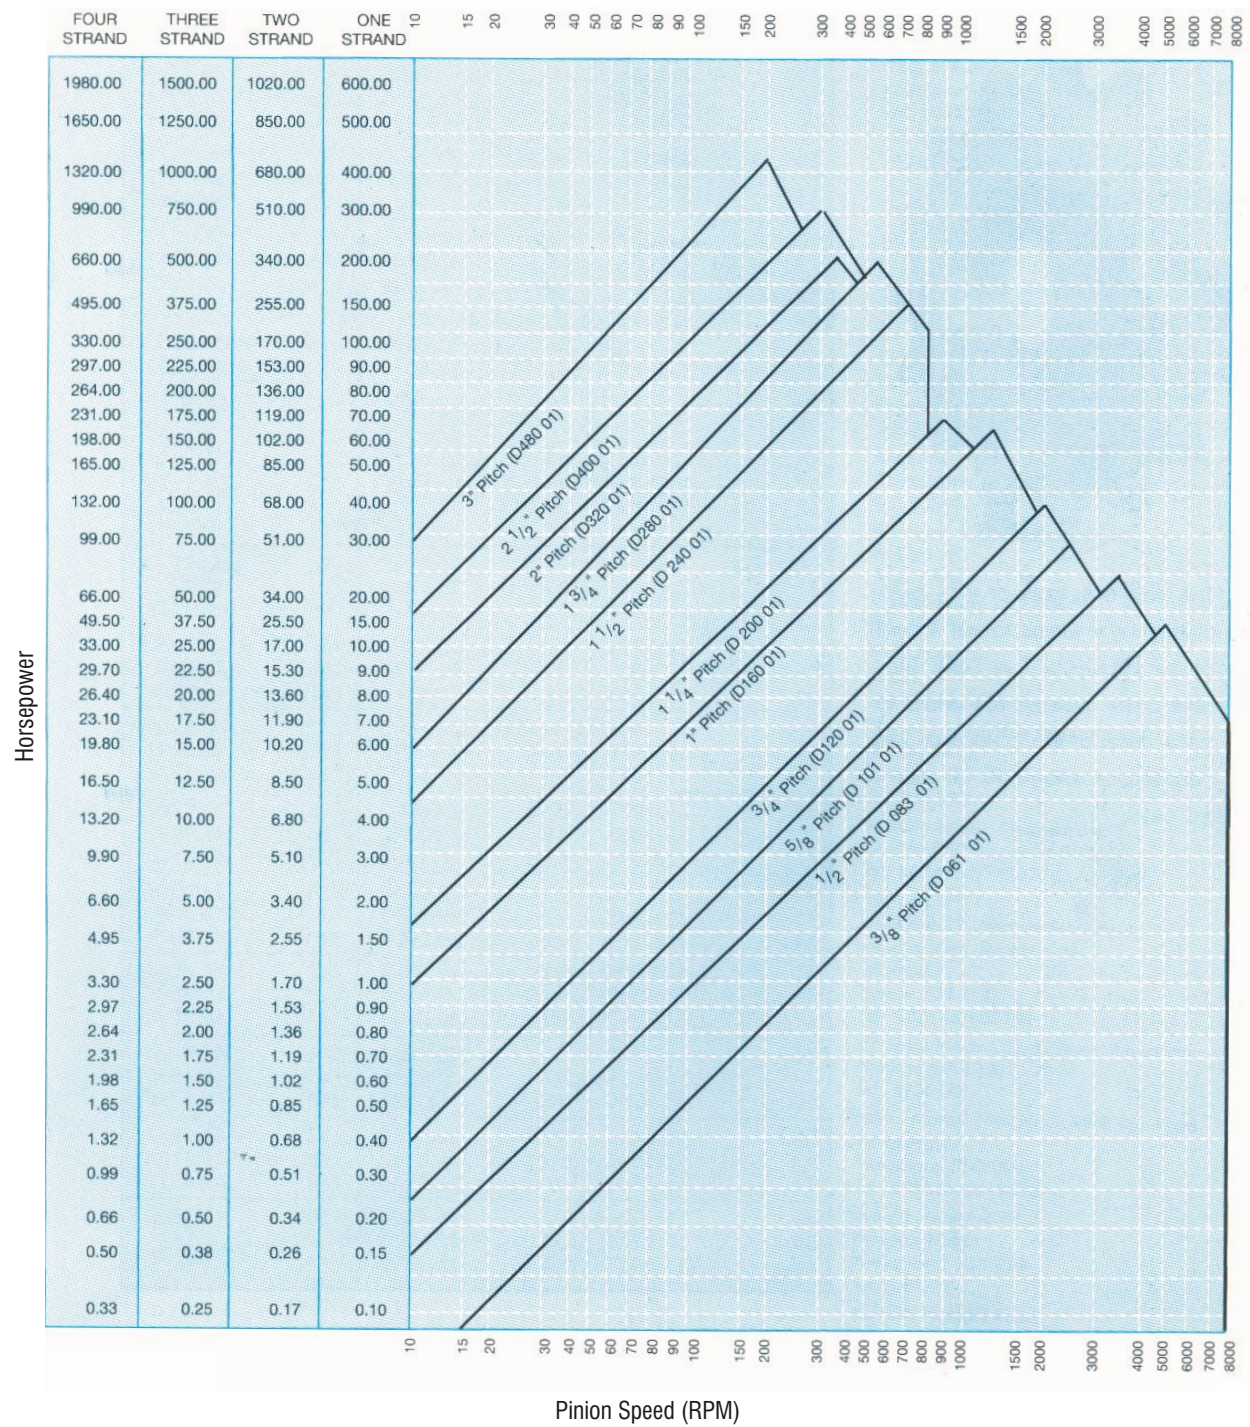 FOUR THREE TWO ONE
STRAND STRAND STRAND STRAND
10 15 20 30 40 50 60 70 80 90 100 150 200 300 400 500 600 700 800 900 1000 1500 2000 3000 4000 5000 6000 7000 8000
1980.00 1500.00 1020.00 600.00
1650.00 1250.00 850.00 500.00
1320.00 1000.00 680.00 400.00
990.00 750.00 510.00 300.00
660.00 500.00 340.00 200.00
495.00 375.00 255.00 150.00
330.00 250.00 170.00 100.00
297.00 225.00 153.00 90.00
264.00 200.00 136.00 80.00
231.00 175.00 119.00 70.00
198.00 150.00 102.00 60.00
165.00 125.00 85.00 50.00
132.00 100.00 68.00 40.00
99.00 75.00 51.00 30.00
66.00 50.00 34.00 20.00
49.50 37.50 25.50 15.00
33.00 25.00 17.00 10.00
29.70 22.50 15.30 9.00
26.40 20.00 13.60 8.00
23.10 17.50 11.90 7.00
19.80 15.00 10.20 6.00
16.50 12.50 8.50 5.00
13.20 10.00 6.80 4.00
9.90 7.50 5.10 3.00
6.60 5.00 3.40 2.00
4.95 3.75 2.55 1.50
3.30 2.50 1.70 1.00
2.97 2.25 1.53 0.90
2.64 2.00 1.36 0.80
2.31 1.75 1.19 0.70
1.98 1.50 1.02 0.60
1.65 1.25 0.85 0.50
1.32 1.00 0.68 0.40
0.99 0.75 0.51 0.30
0.66 0.50 0.34 0.20
0.50 0.38 0.26 0.15
0.33 0.25 0.17 0.10
3" Pitch (D480 01)
2 1/2" Pitch (D400 01)
2" Pitch (D320 01)
1 3/4" Pitch (D280 01)
1 1/2" Pitch (D 240 01)
1 1/4" Pitch (D 200 01)
1" Pitch (D160 01)
3/4" Pitch (D120 01)
5/8" Pitch (D 101 01)
1/2" Pitch (D 083 01)
3/8" Pitch (D 061 01)
Horsepower
10 15 20 30 40 50 60 70 80 90 100 150 200 300 400 500 600 700 800 900 1000 1500 2000 3000 4000 5000 6000 7000 8000
Pinion Speed (RPM)